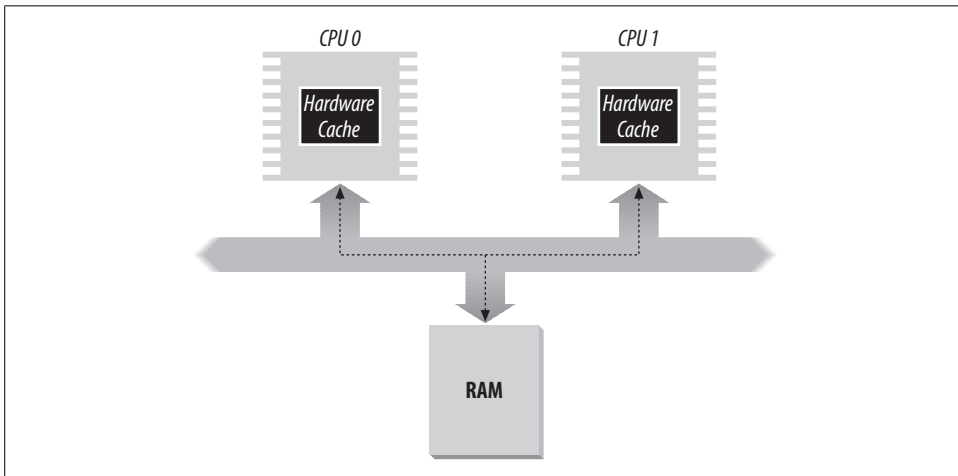 CPU 0
CPU 1
Hardware
Cache
Hardware
Cache
RAM